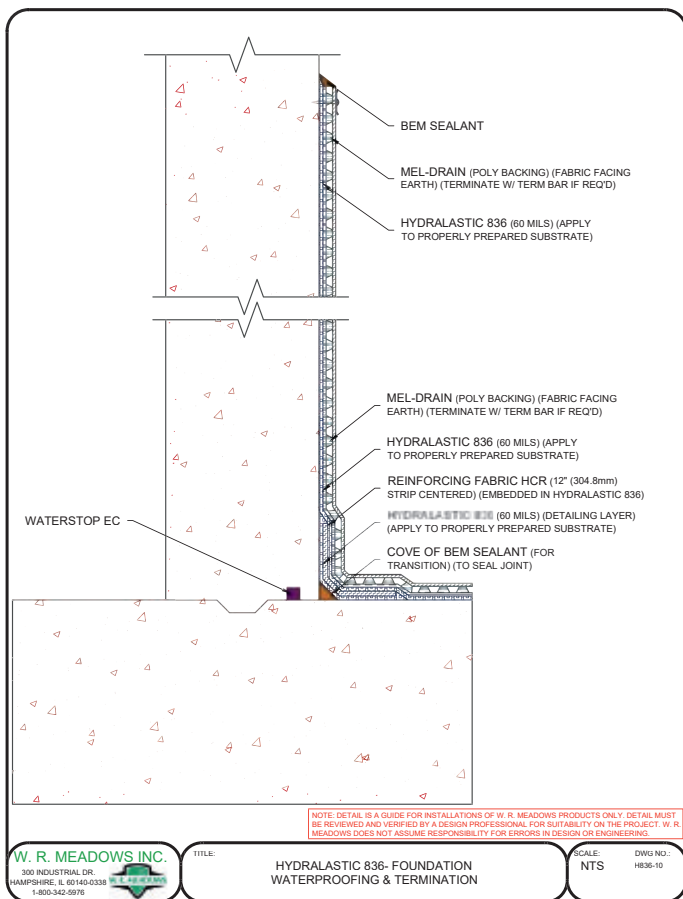 BEM SEALANT
MEL-DRAIN (POLY BACKING) (FABRIC FACING
EARTH) (TERMINATE W/ TERM BAR IF REQ'D)
HYDRALASTIC 836 (60 MILS) (APPLY
TO PROPERLY PREPARED SUBSTRATE)
MEL-DRAIN (POLY BACKING) (FABRIC FACING
EARTH) (TERMINATE W/ TERM BAR IF REQ'D)
HYDRALASTIC 836 (60 MILS) (APPLY
TO PROPERLY PREPARED SUBSTRATE)
REINFORCING FABRIC HCR (12" (304.8mm)
STRIP CENTERED) (EMBEDDED IN HYDRALASTIC 836)
(60 MILS) (DETAILING LAYER)
(APPLY TO PROPERLY PREPARED SUBSTRATE)
COVE OF BEM SEALANT (FOR
TRANSITION) (TO SEAL JOINT)
WATERSTOP EC
NOTE: DETAIL IS A GUIDE FOR INSTALLATIONS OF W. R. MEADOWS PRODUCTS ONLY. DETAIL MUST
BE REVIEWED AND VERIFIED BY A DESIGN PROFESSIONAL FOR SUITABILITY ON THE PROJECT. W. R.
MEADOWS DOES NOT ASSUME RESPONSIBILITY FOR ERRORS IN DESIGN OR ENGINEERING.
W. R. MEADOWS INC.
300 INDUSTRIAL DR.
HAMPSHIRE, IL 60140-0338
1-800-342-5976
W. R. MEADOWS
TITLE:
HYDRALASTIC 836- FOUNDATION
WATERPROOFING & TERMINATION
SCALE:
NTS
DWG NO.:
H836-10